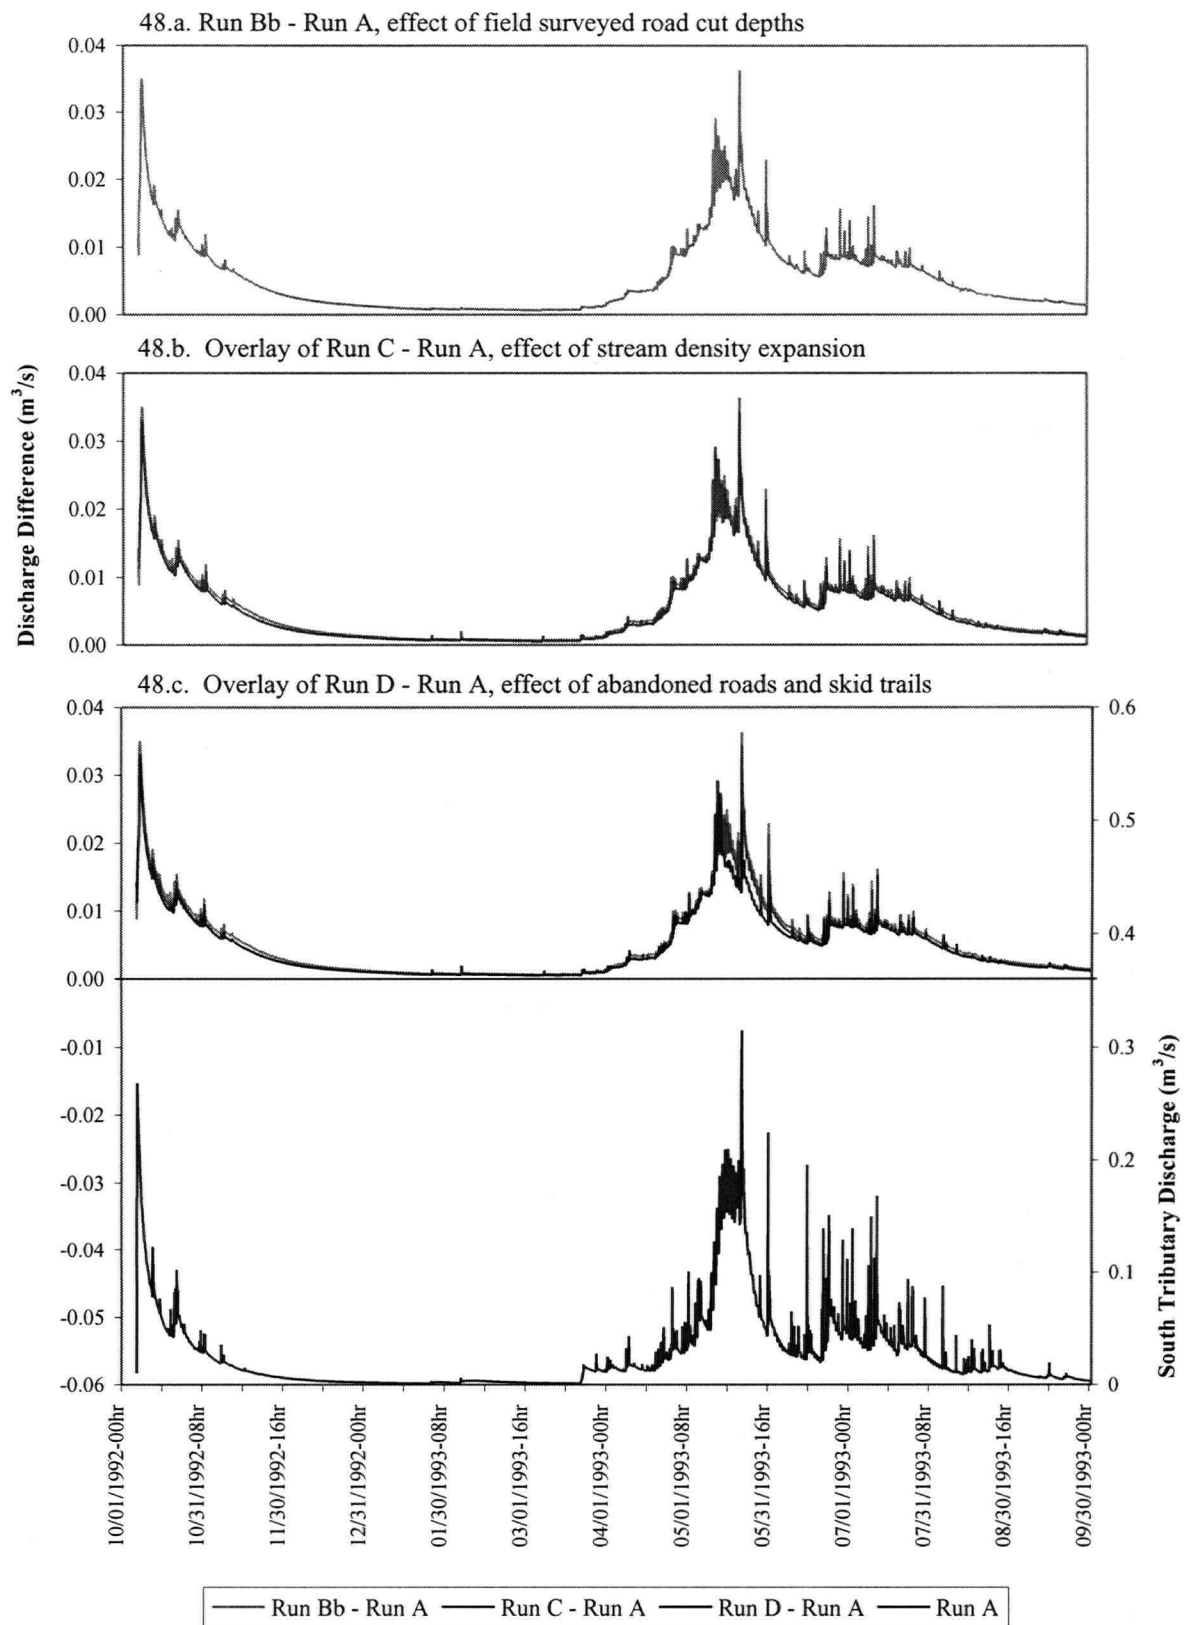 48.a. Run Bb - Run A, effect of field surveyed road cut depths
0.04
0.03
0.02
0.01
0.00
48.b.  Overlay of Run C - Run A, effect of stream density expansion
0.04
0.03
0.02
0.01
0.00
Discharge Difference (m³/s)
48.c.  Overlay of Run D - Run A, effect of abandoned roads and skid trails
0.04
0.03
0.02
0.01
0.00
-0.01
-0.02
-0.03
-0.04
-0.05
-0.06
0.6
0.5
0.4
0.3
0.2
0.1
0
South Tributary Discharge (m³/s)
10/01/1992-00hr
10/31/1992-08hr
11/30/1992-16hr
12/31/1992-00hr
01/30/1993-08hr
03/01/1993-16hr
04/01/1993-00hr
05/01/1993-08hr
05/31/1993-16hr
07/01/1993-00hr
07/31/1993-08hr
08/30/1993-16hr
09/30/1993-00hr
Run Bb - Run A
Run C - Run A
Run D - Run A
Run A